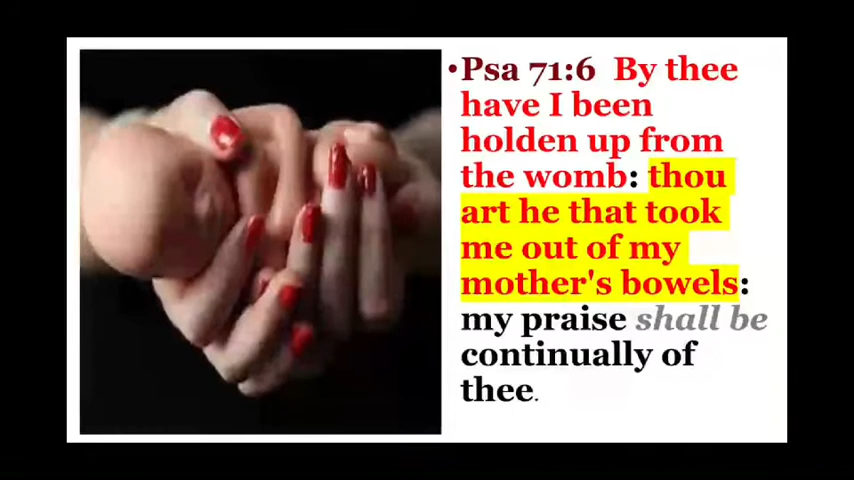 •Psa 71:6 By thee
have I been
holden up from
the womb: thou
art he that took
me out of my
mother's bowels:
my praise shall be
continually of
thee.